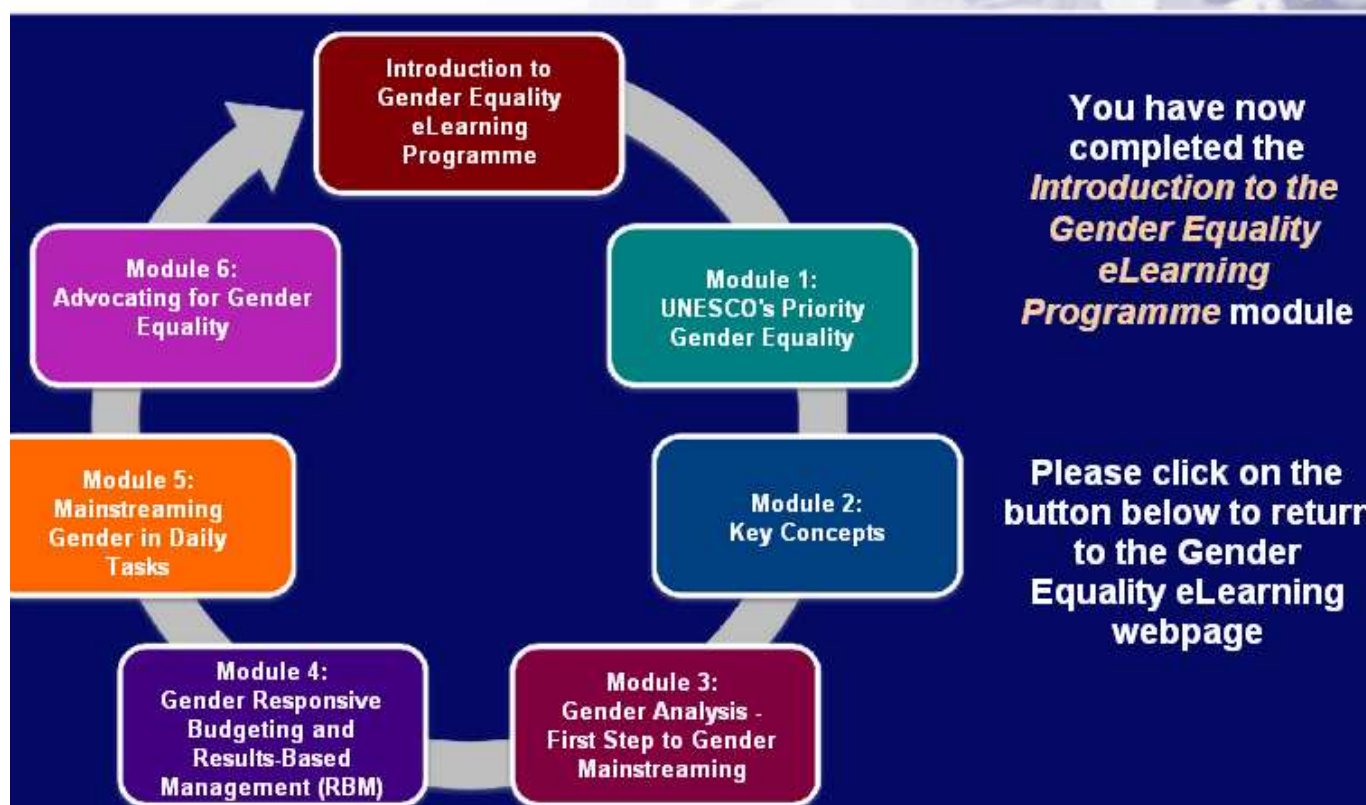 Introduction to
Gender Equality
eLearning
Programme
Module 1:
UNESCO's Priority
Gender Equality
Module 2:
Key Concepts
Module 3:
Gender Analysis -
First Step to Gender
Mainstreaming
Module 4:
Gender Responsive
Budgeting and
Results-Based
Management (RBM)
Module 5:
Mainstreaming
Gender in Daily
Tasks
Module 6:
Advocating for Gender
Equality
You have now
completed the
Introduction to the
Gender Equality
eLearning
Programme module
Please click on the
button below to return
to the Gender
Equality eLearning
webpage